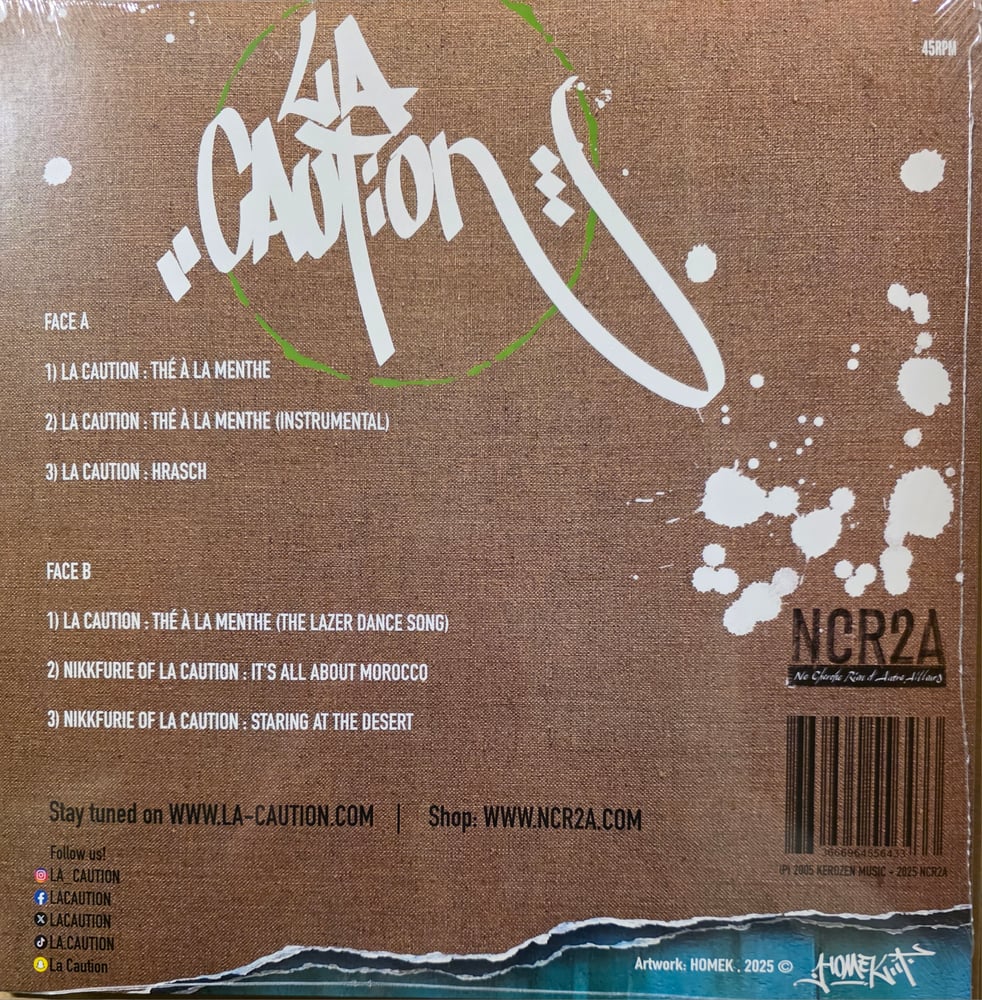 LA
CAUTION
45RPM
FACE A
1) LA CAUTION : THÉ À LA MENTHE
2) LA CAUTION : THÉ À LA MENTHE (INSTRUMENTAL)
3) LA CAUTION : HRASCH
FACE B
1) LA CAUTION : THÉ À LA MENTHE (THE LAZER DANCE SONG)
2) NIKKFURIE OF LA CAUTION : IT'S ALL ABOUT MOROCCO
3) NIKKFURIE OF LA CAUTION : STARING AT THE DESERT
NCR2A
Ne Cherche Rien d'Autre Ailleurs
Stay tuned on WWW.LA-CAUTION.COM | Shop: WWW.NCR2A.COM
(P) 2005 KEROZEN MUSIC - 2025 NCR2A
Follow us!
LA_CAUTION
LACAUTION
LACAUTION
LA.CAUTION
La Caution
Artwork: HOMEK . 2025 ©